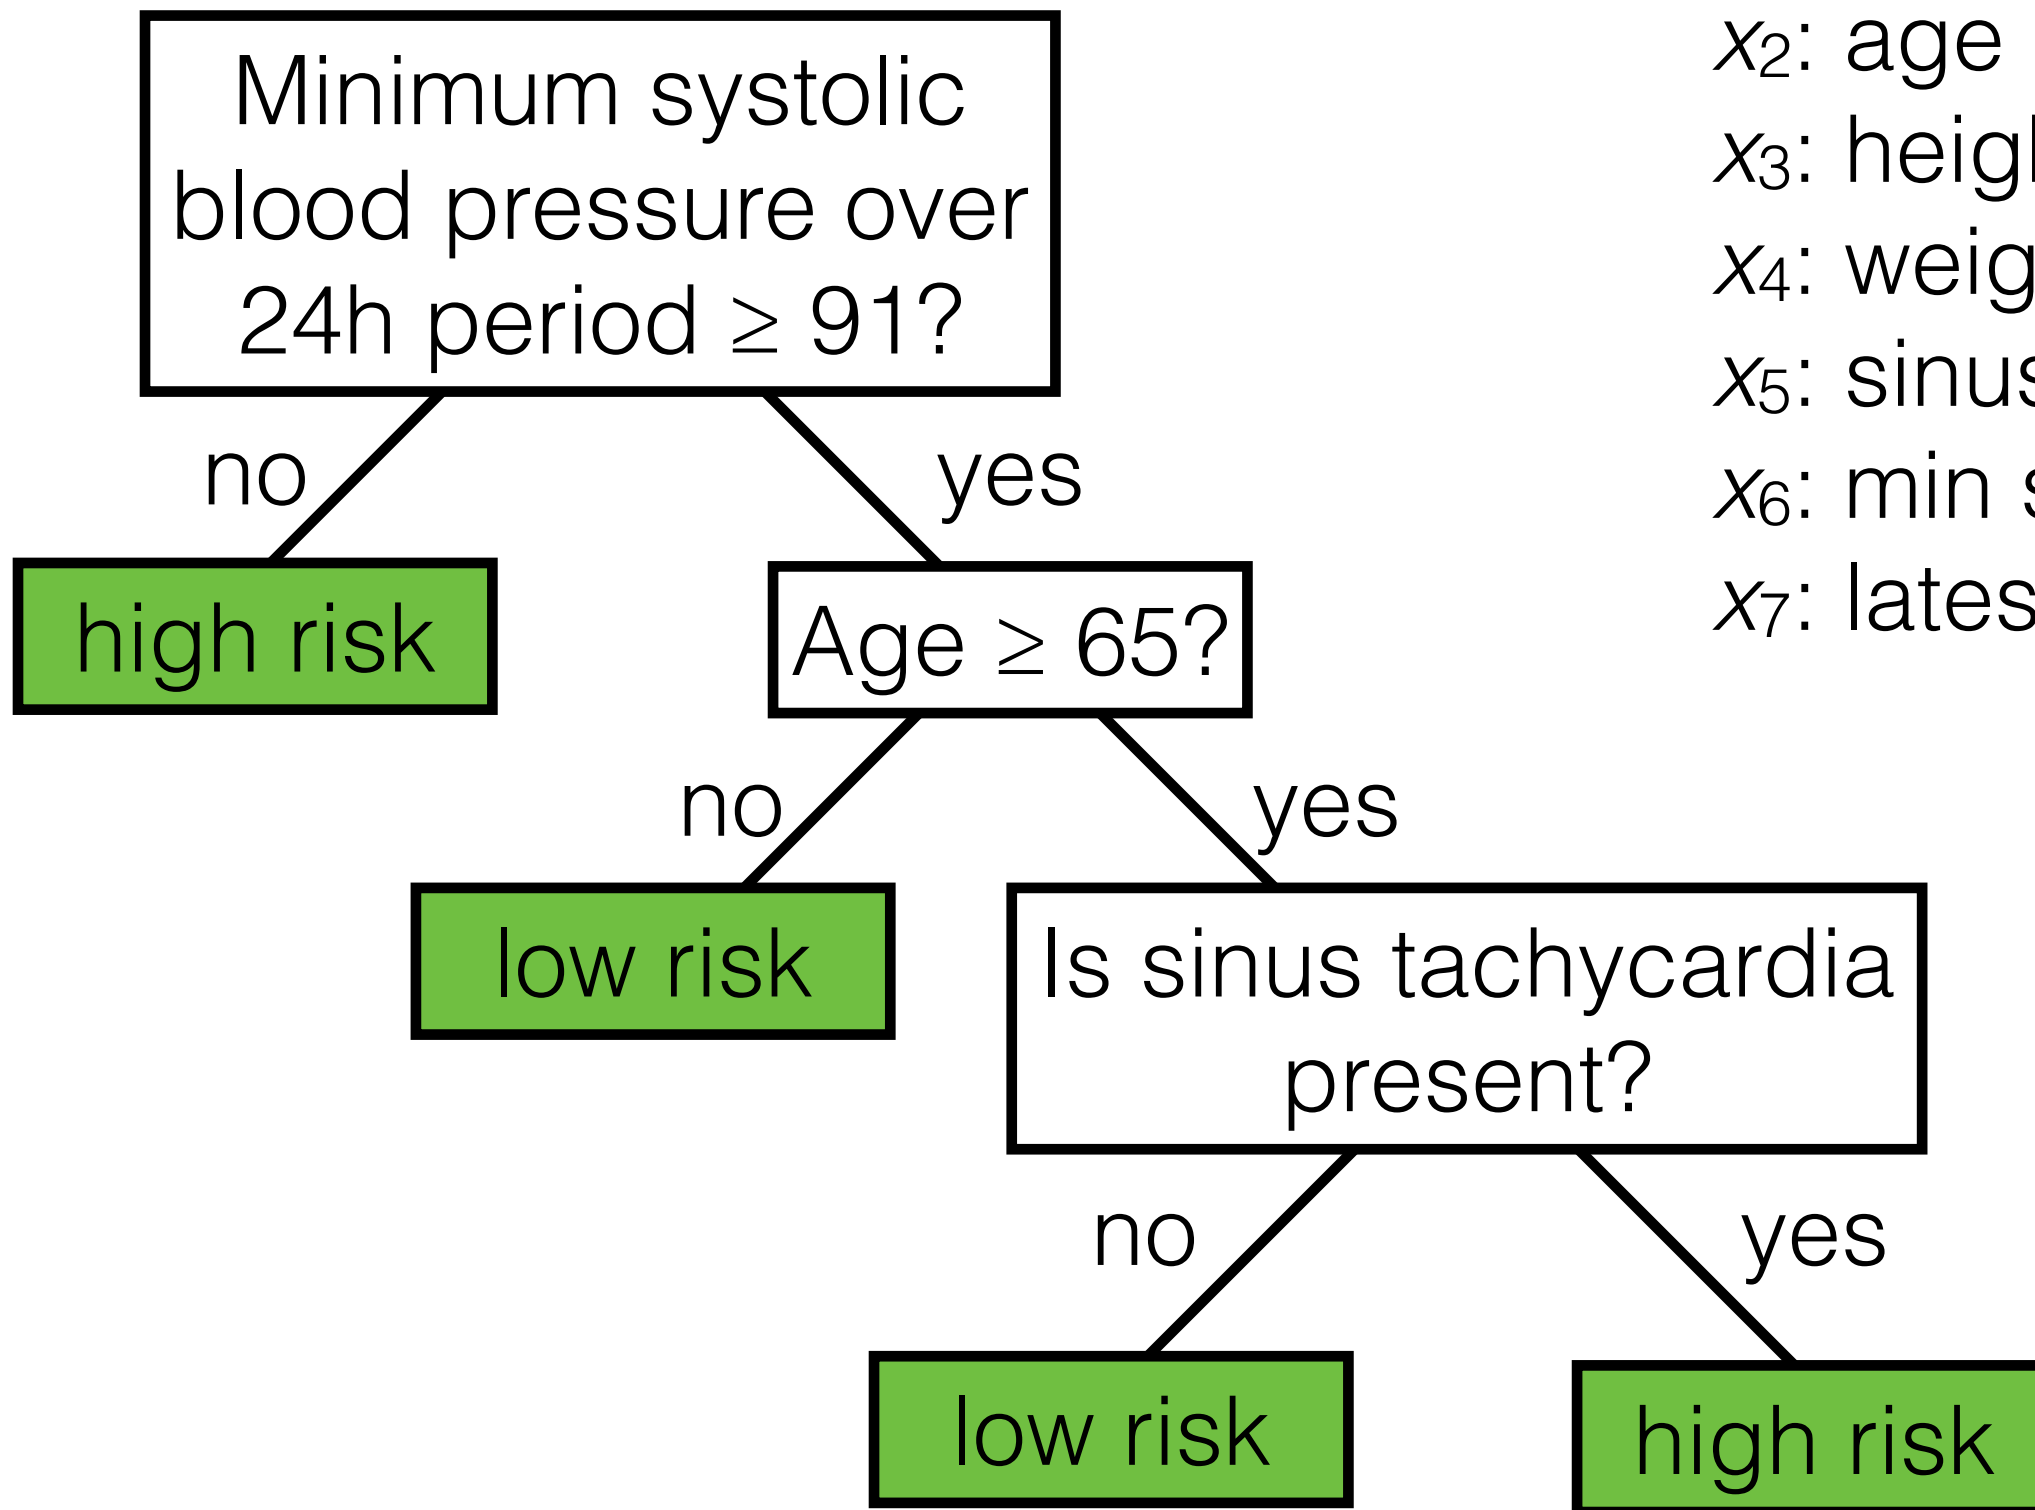 Minimum systolic
blood pressure over
24h period ≥ 91?
no
yes
high risk
Age ≥ 65?
no
yes
low risk
Is sinus tachycardia
present?
no
yes
low risk
high risk
x₂: age
x₃:
x₄:
x₅:
x₆: min
x₇: